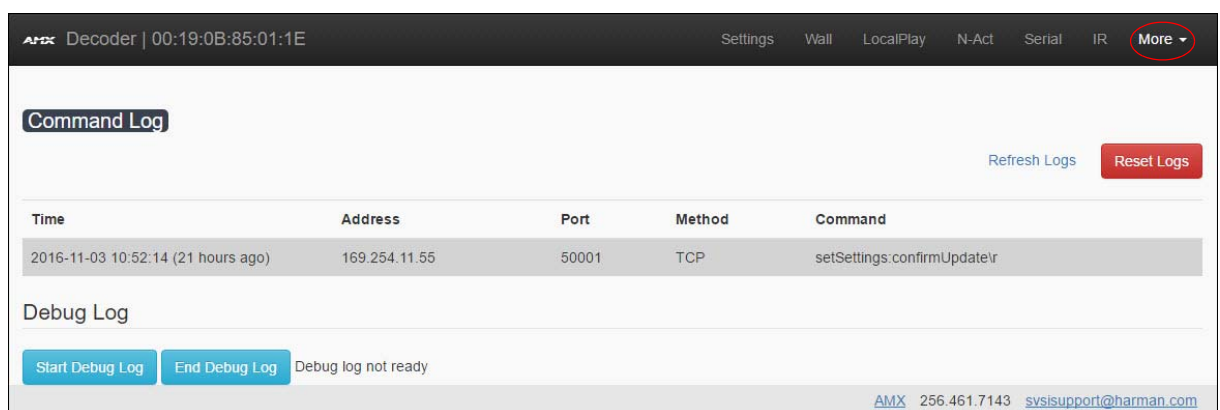 AMX Decoder | 00:19:0B:85:01:1E Settings Wall LocalPlay N-Act Serial IR More
Command Log
Refresh Logs Reset Logs
Time Address Port Method Command
2016-11-03 10:52:14 (21 hours ago) 169.254.11.55 50001 TCP setSettings:confirmUpdate\r
Debug Log
Start Debug Log End Debug Log Debug log not ready
AMX 256.461.7143 svsisupport@harman.com